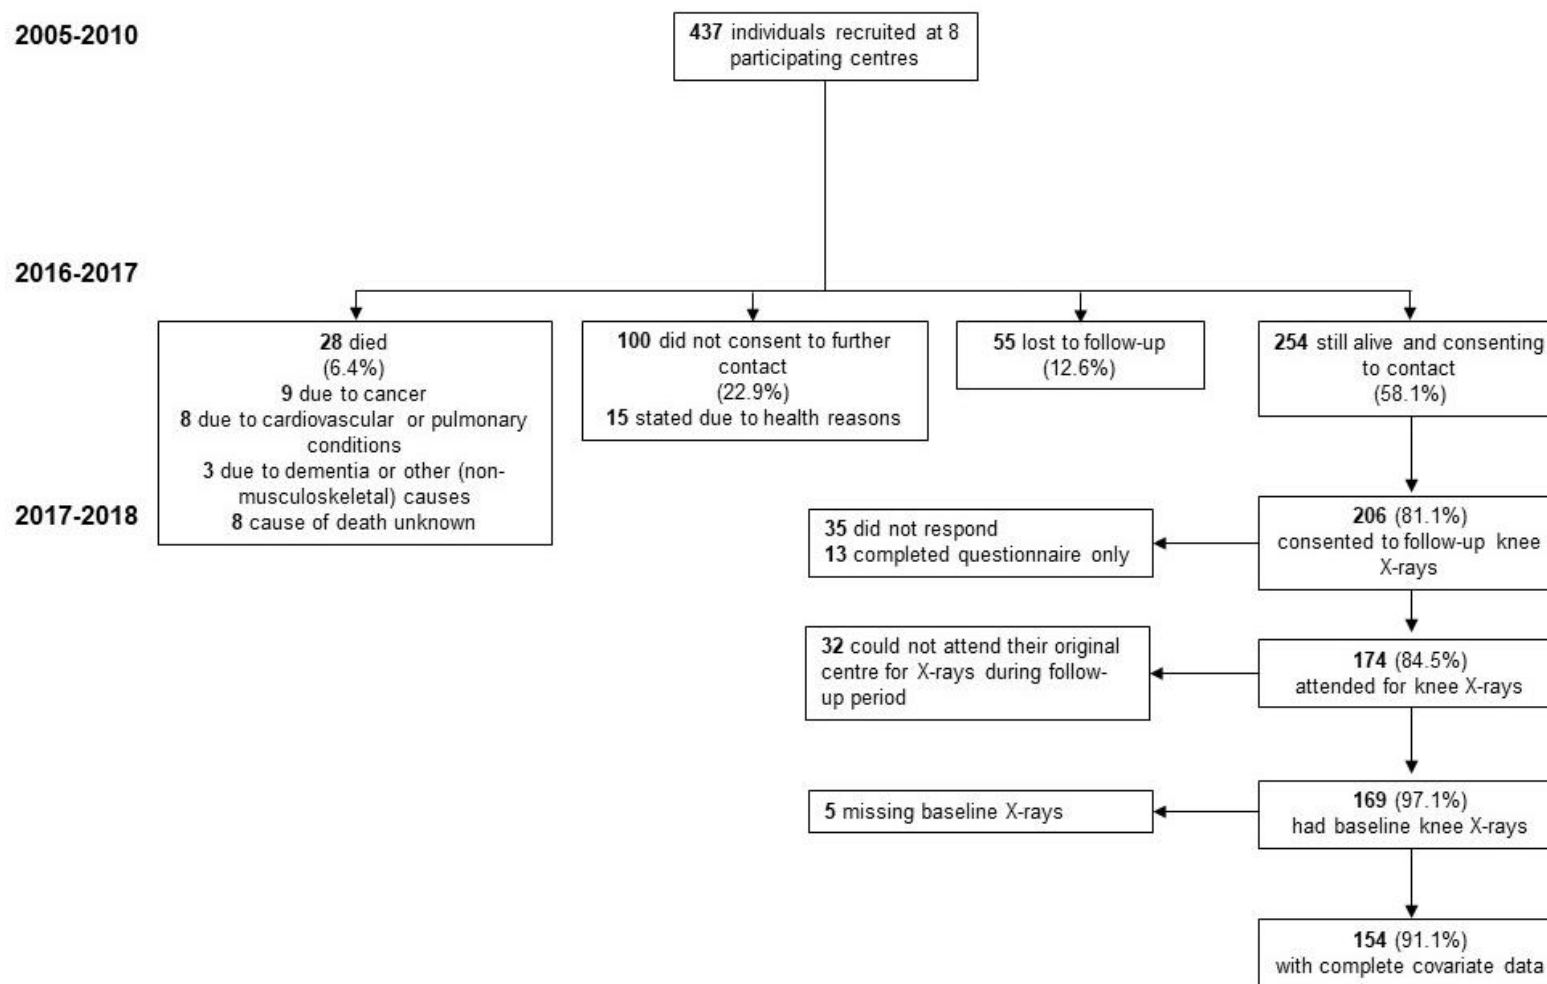 2005-2010
437 individuals recruited at 8
participating centres
2016-2017
28 died
(6.4%)
9 due to cancer
8 due to cardiovascular or pulmonary
conditions
3 due to dementia or other (non-
musculoskeletal) causes
8 cause of death unknown
100 did not consent to further
contact
(22.9%)
15 stated due to health reasons
55 lost to follow-up
(12.6%)
254 still alive and consenting
to contact
(58.1%)
2017-2018
206 (81.1%)
consented to follow-up knee
X-rays
35 did not respond
13 completed questionnaire only
174 (84.5%)
attended for knee X-rays
32 could not attend their original
centre for X-rays during follow-
up period
169 (97.1%)
had baseline knee X-rays
5 missing baseline X-rays
154 (91.1%)
with complete covariate data